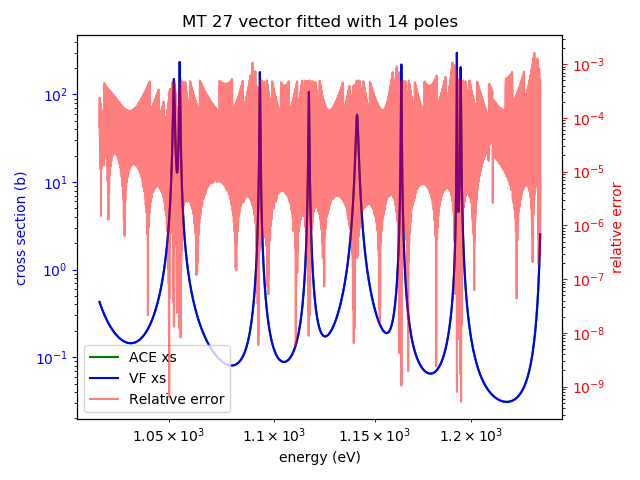 MT 27 vector fitted with 14 poles
10²
10¹
10⁰
10⁻¹
cross section (b)
10⁻³
10⁻⁴
10⁻⁵
10⁻⁶
10⁻⁷
10⁻⁸
10⁻⁹
relative error
ACE xs
VF xs
Relative error
1.05 × 10³ 1.1 × 10³ 1.15 × 10³ 1.2 × 10³
energy (eV)